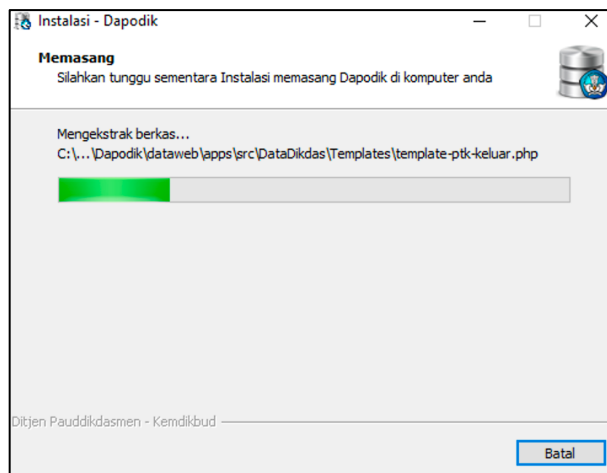 Instalasi - Dapodik
Memasang
Silahkan tunggu sementara Instalasi memasang Dapodik di komputer anda
Mengekstrak berkas...
C:\...\Dapodik\dataweb\apps\src\DataDikdas\Templates\template-ptk-keluar.php
Ditjen Pauddikdasmen - Kemdikbud
Batal